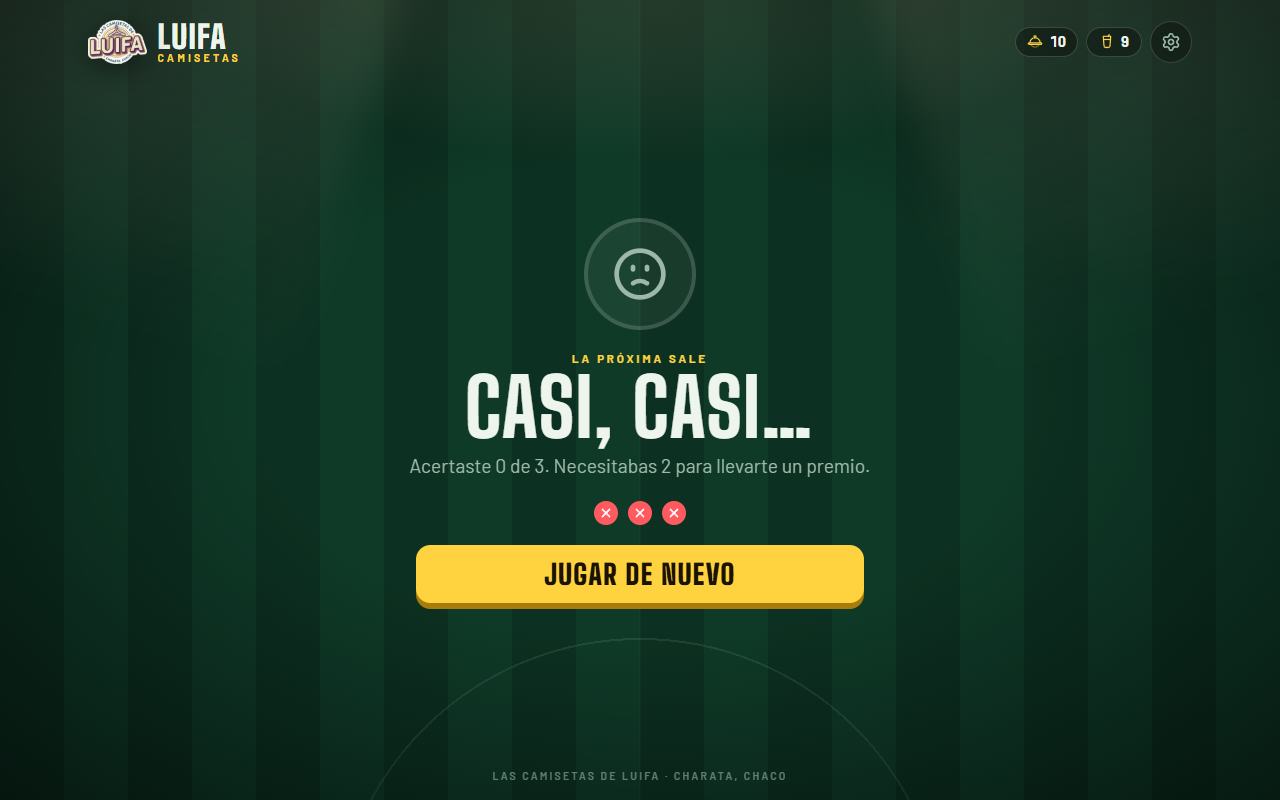 LUIFA
LUIFA
CAMISETAS
10
9
LA PRÓXIMA SALE
CASI, CASI...
Acertaste 0 de 3. Necesitabas 2 para llevarte un premio.
JUGAR DE NUEVO
LAS CAMISETAS DE LUIFA · CHARATA, CHACO